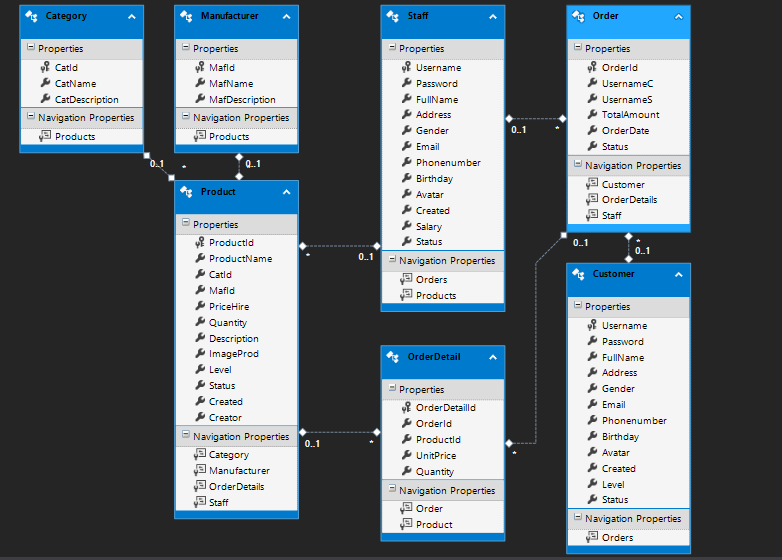 Category
Properties
CatId
CatName
CatDescription
Navigation Properties
Products
Manufacturer
Properties
MafId
MafName
MafDescription
Navigation Properties
Products
Staff
Properties
Username
Password
FullName
Address
Gender
Email
Phonenumber
Birthday
Avatar
Created
Salary
Status
Navigation Properties
Orders
Products
Order
Properties
OrderId
UsernameC
UsernameS
TotalAmount
OrderDate
Status
Navigation Properties
Customer
OrderDetails
Staff
0..1
*
0..1
*
0..1
*
Product
Properties
ProductId
ProductName
CatId
MafId
PriceHire
Quantity
Description
ImageProd
Level
Status
Created
Creator
Navigation Properties
Category
Manufacturer
OrderDetails
Staff
*
0..1
0..1
*
OrderDetail
Properties
OrderDetailId
OrderId
ProductId
UnitPrice
Quantity
Navigation Properties
Order
Product
0..1
*
*
0..1
Customer
Properties
Username
Password
FullName
Address
Gender
Email
Phonenumber
Birthday
Avatar
Created
Level
Status
Navigation Properties
Orders